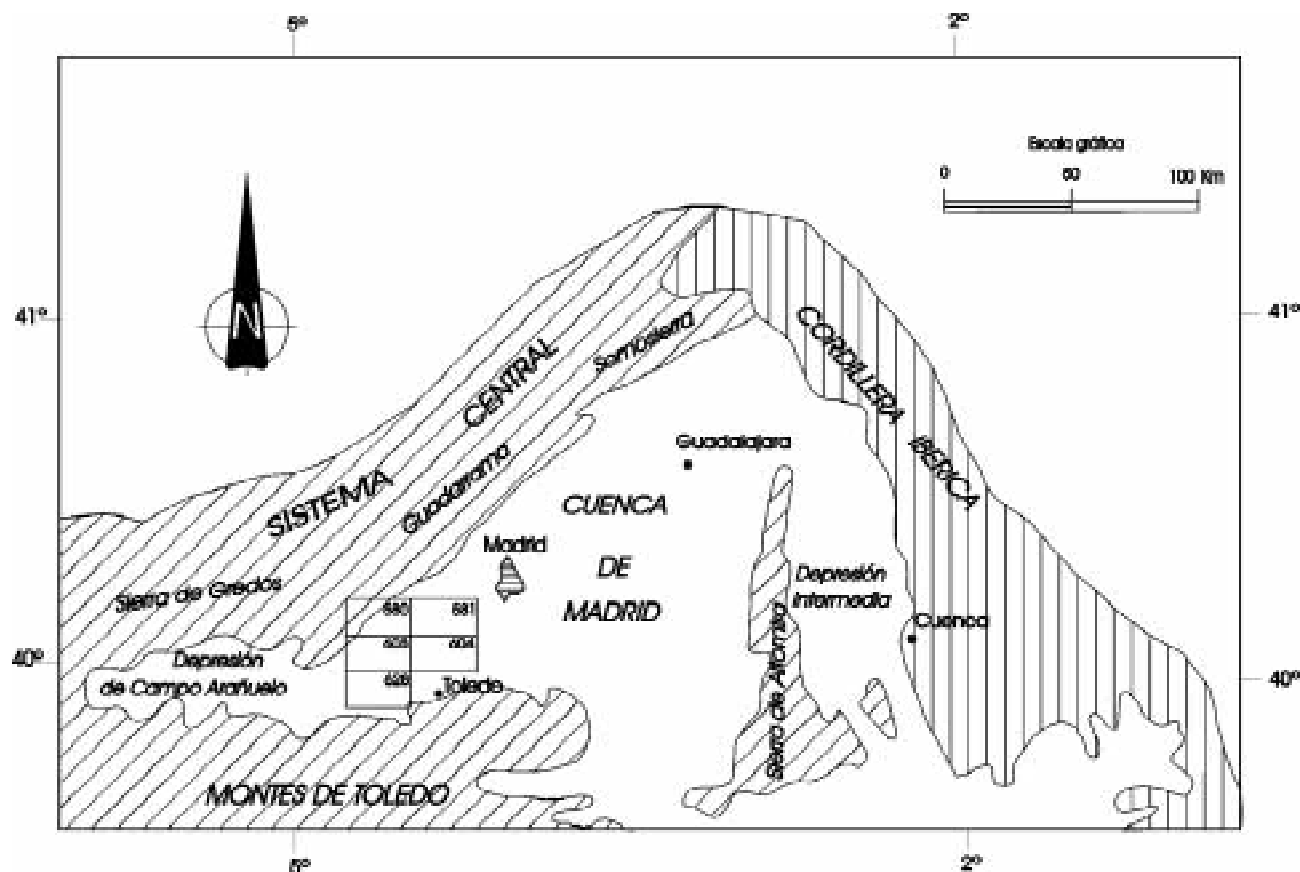 5º
2º
Escala gráfica
0 50 100 Km
41º
N
41º
Somosierra
SISTEMA CENTRAL
CORDILLERA IBERICA
Guadarrama
Guadalajara
CUENCA
DE
MADRID
Madrid
Sierra de Gredos
Depresión
Intermedia
580 581
603 604
Cuenca
40º
40º
Depresión
de Campo Arañuelo
Toledo
Sierra de Altomira
MONTES DE TOLEDO
5º
2º